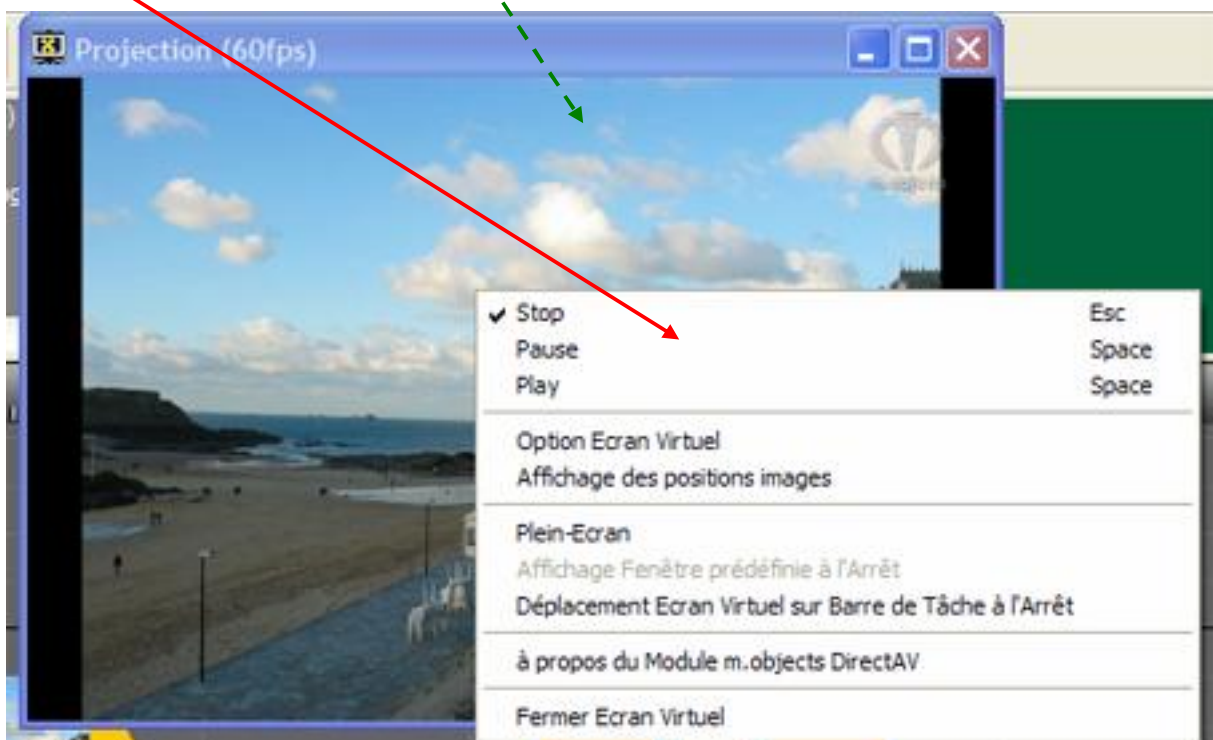 Projection (60fps)
Stop Esc
Pause Space
Play Space
Option Ecran Virtuel
Affichage des positions images
Plein-Ecran
Affichage Fenêtre prédéfinie à l'Arrêt
Déplacement Ecran Virtuel sur Barre de Tâche à l'Arrêt
à propos du Module m.objects DirectAV
Fermer Ecran Virtuel